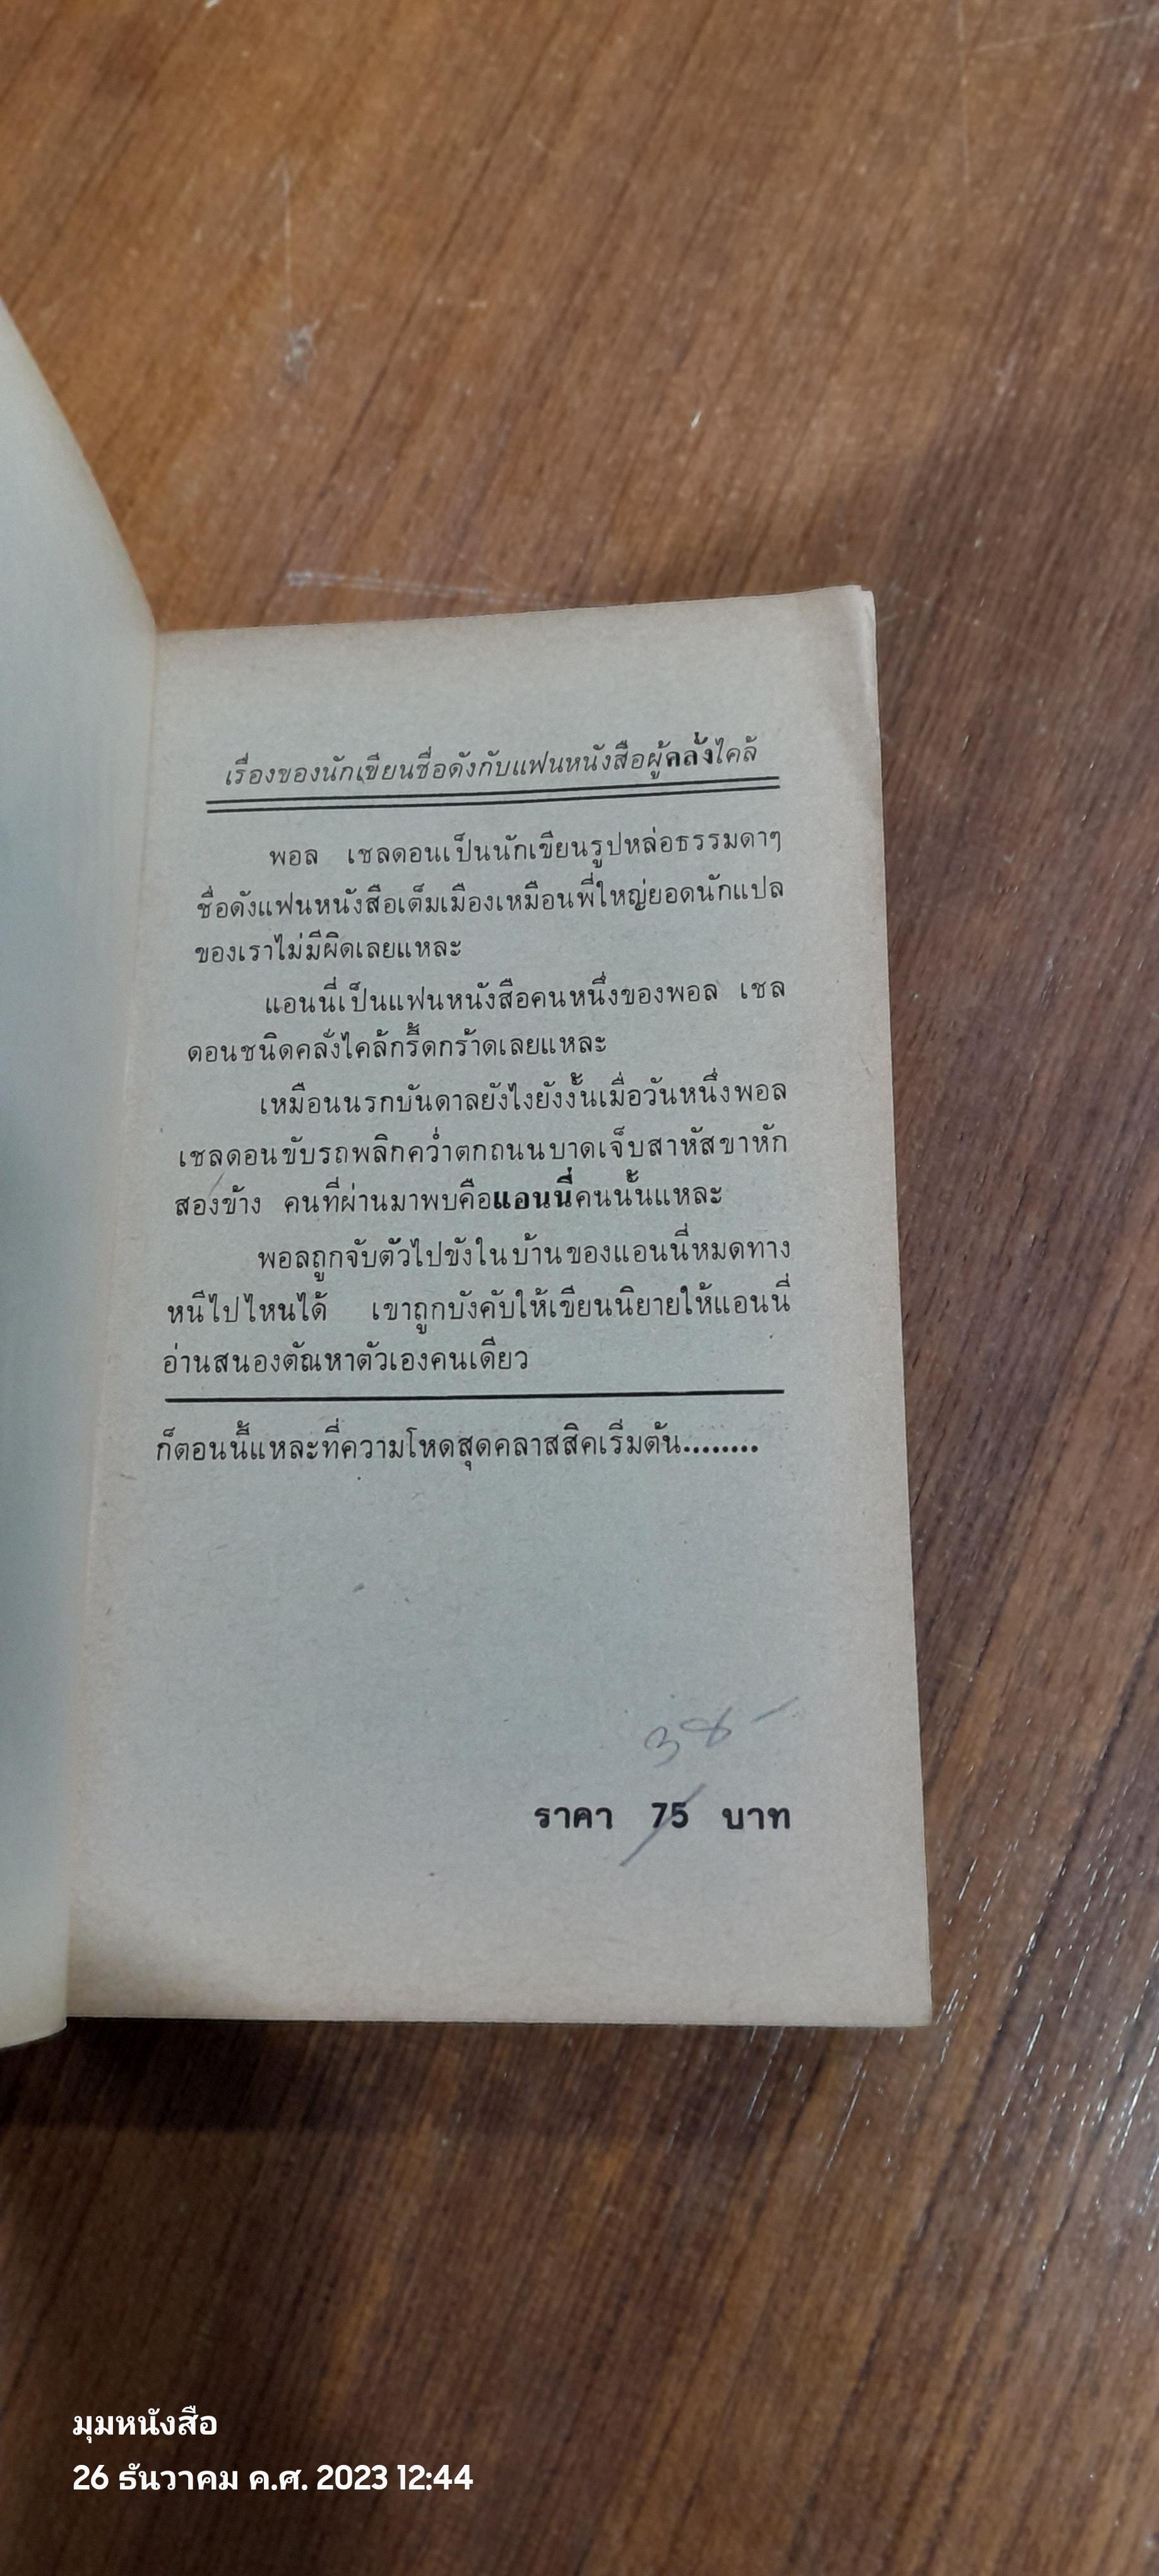 เรื่องของนักเขียนชื่อดังกับแฟนหนังสือผู้คลั่งไคล้
พอล เชลดอนเป็นนักเขียนรูปหล่อธรรมดาๆ
ชื่อดังแฟนหนังสือเต็มเมืองเหมือนพี่ใหญ่ยอดนักแปล
ของเราไม่มีผิดเลยแหละ
แอนนี่เป็นแฟนหนังสือคนหนึ่งของพอล เชล
ดอนชนิดคลั่งไคล้กรี๊ดกร๊าดเลยแหละ
เหมือนนรกบันดาลยังไงยังงั้นเมื่อวันหนึ่งพอล
เชลดอนขับรถพลิกคว่ำตกถนนบาดเจ็บสาหัสขาหัก
สองข้าง คนที่ผ่านมาพบคือแอนนี่คนนั้นแหละ
พอลถูกจับตัวไปขังในบ้านของแอนนี่หมดทาง
หนีไปไหนได้ เขาถูกบังคับให้เขียนนิยายให้แอนนี่
อ่านสนองตัณหาตัวเองคนเดียว
ก็ตอนนี้แหละที่ความโหดสุดคลาสสิคเริ่มต้น........
ราคา 75 บาท
มุมหนังสือ
26 ธันวาคม ค.ศ. 2023 12:44